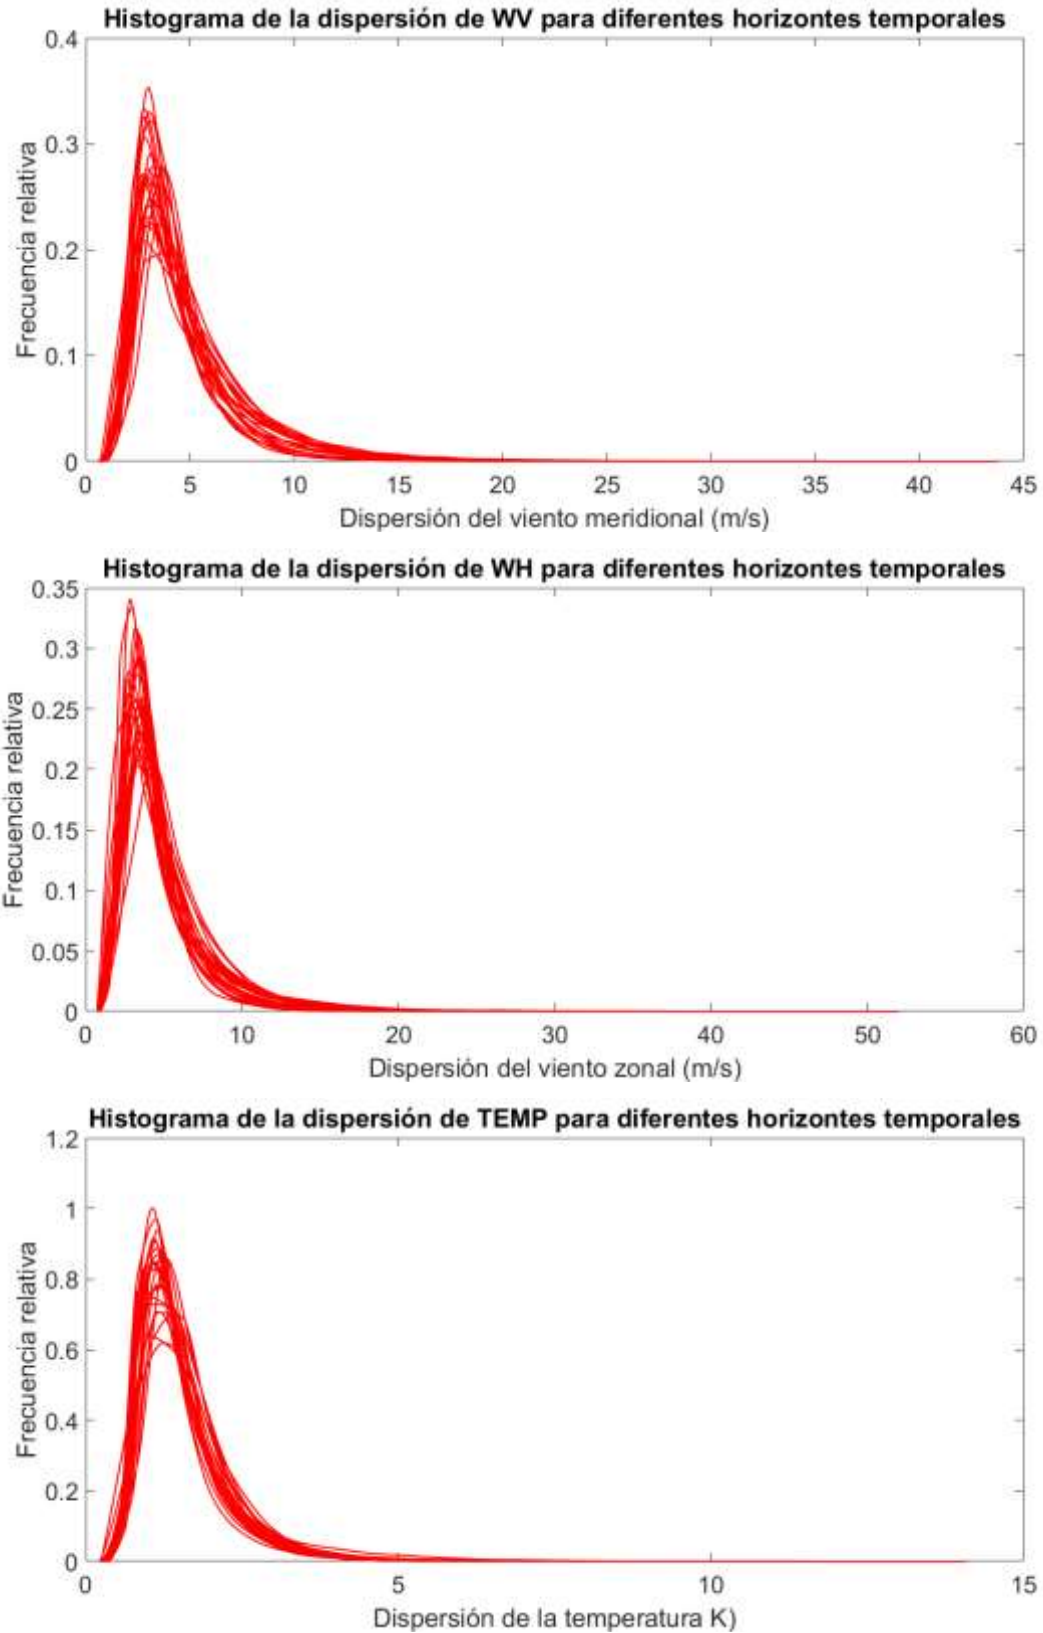 Histograma de la dispersión de WV para diferentes horizontes temporales
0.4
0.3
0.2
0.1
0
Frecuencia relativa
0 5 10 15 20 25 30 35 40 45
Dispersión del viento meridional (m/s)
Histograma de la dispersión de WH para diferentes horizontes temporales
0.35
0.3
0.25
0.2
0.15
0.1
0.05
0
Frecuencia relativa
0 10 20 30 40 50 60
Dispersión del viento zonal (m/s)
Histograma de la dispersión de TEMP para diferentes horizontes temporales
1.2
1
0.8
0.6
0.4
0.2
0
Frecuencia relativa
0 5 10 15
Dispersión de la temperatura K)